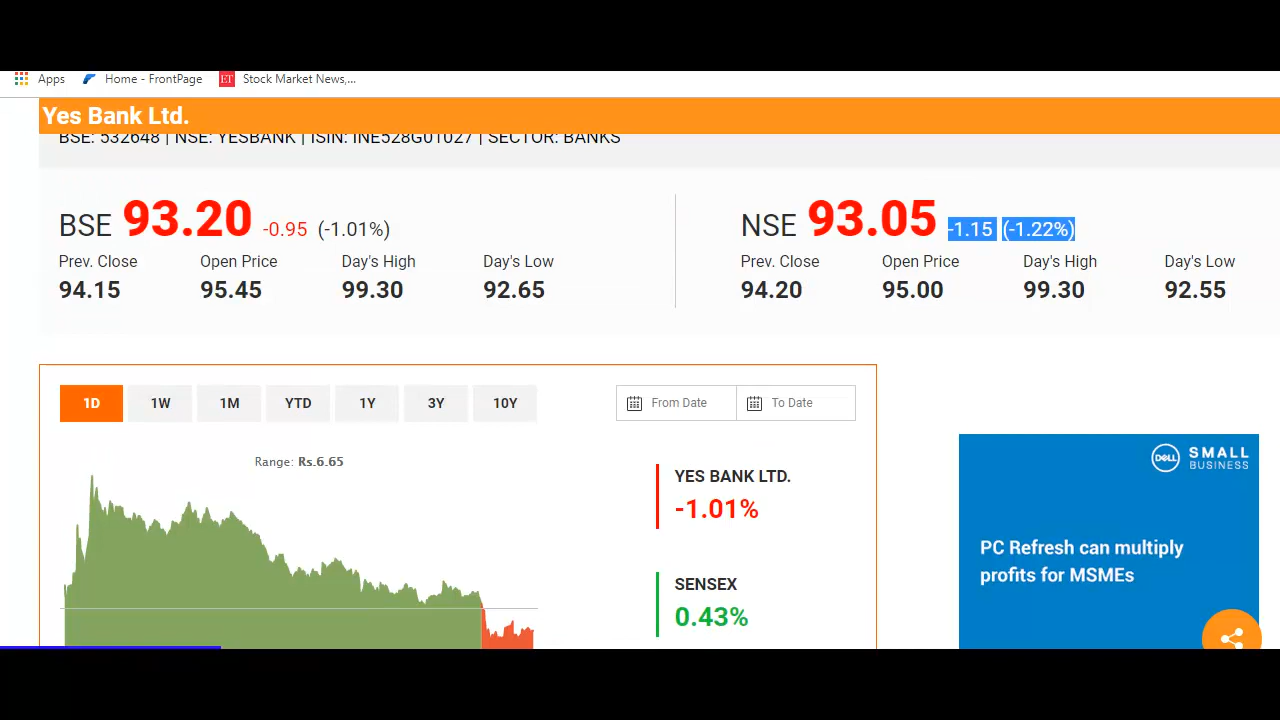 Apps Home - FrontPage ET Stock Market News,...
Yes Bank Ltd.
BSE: 532648 | NSE: YESBANK | ISIN: INE528G01027 | SECTOR: BANKS
BSE 93.20 -0.95 (-1.01%)
Prev. Close Open Price Day's High Day's Low
94.15 95.45 99.30 92.65
NSE 93.05 -1.15 (-1.22%)
Prev. Close Open Price Day's High Day's Low
94.20 95.00 99.30 92.55
1D 1W 1M YTD 1Y 3Y 10Y
From Date To Date
Range: Rs.6.65
YES BANK LTD.
-1.01%
SENSEX
0.43%
DELL SMALL
BUSINESS
PC Refresh can multiply
profits for MSMEs